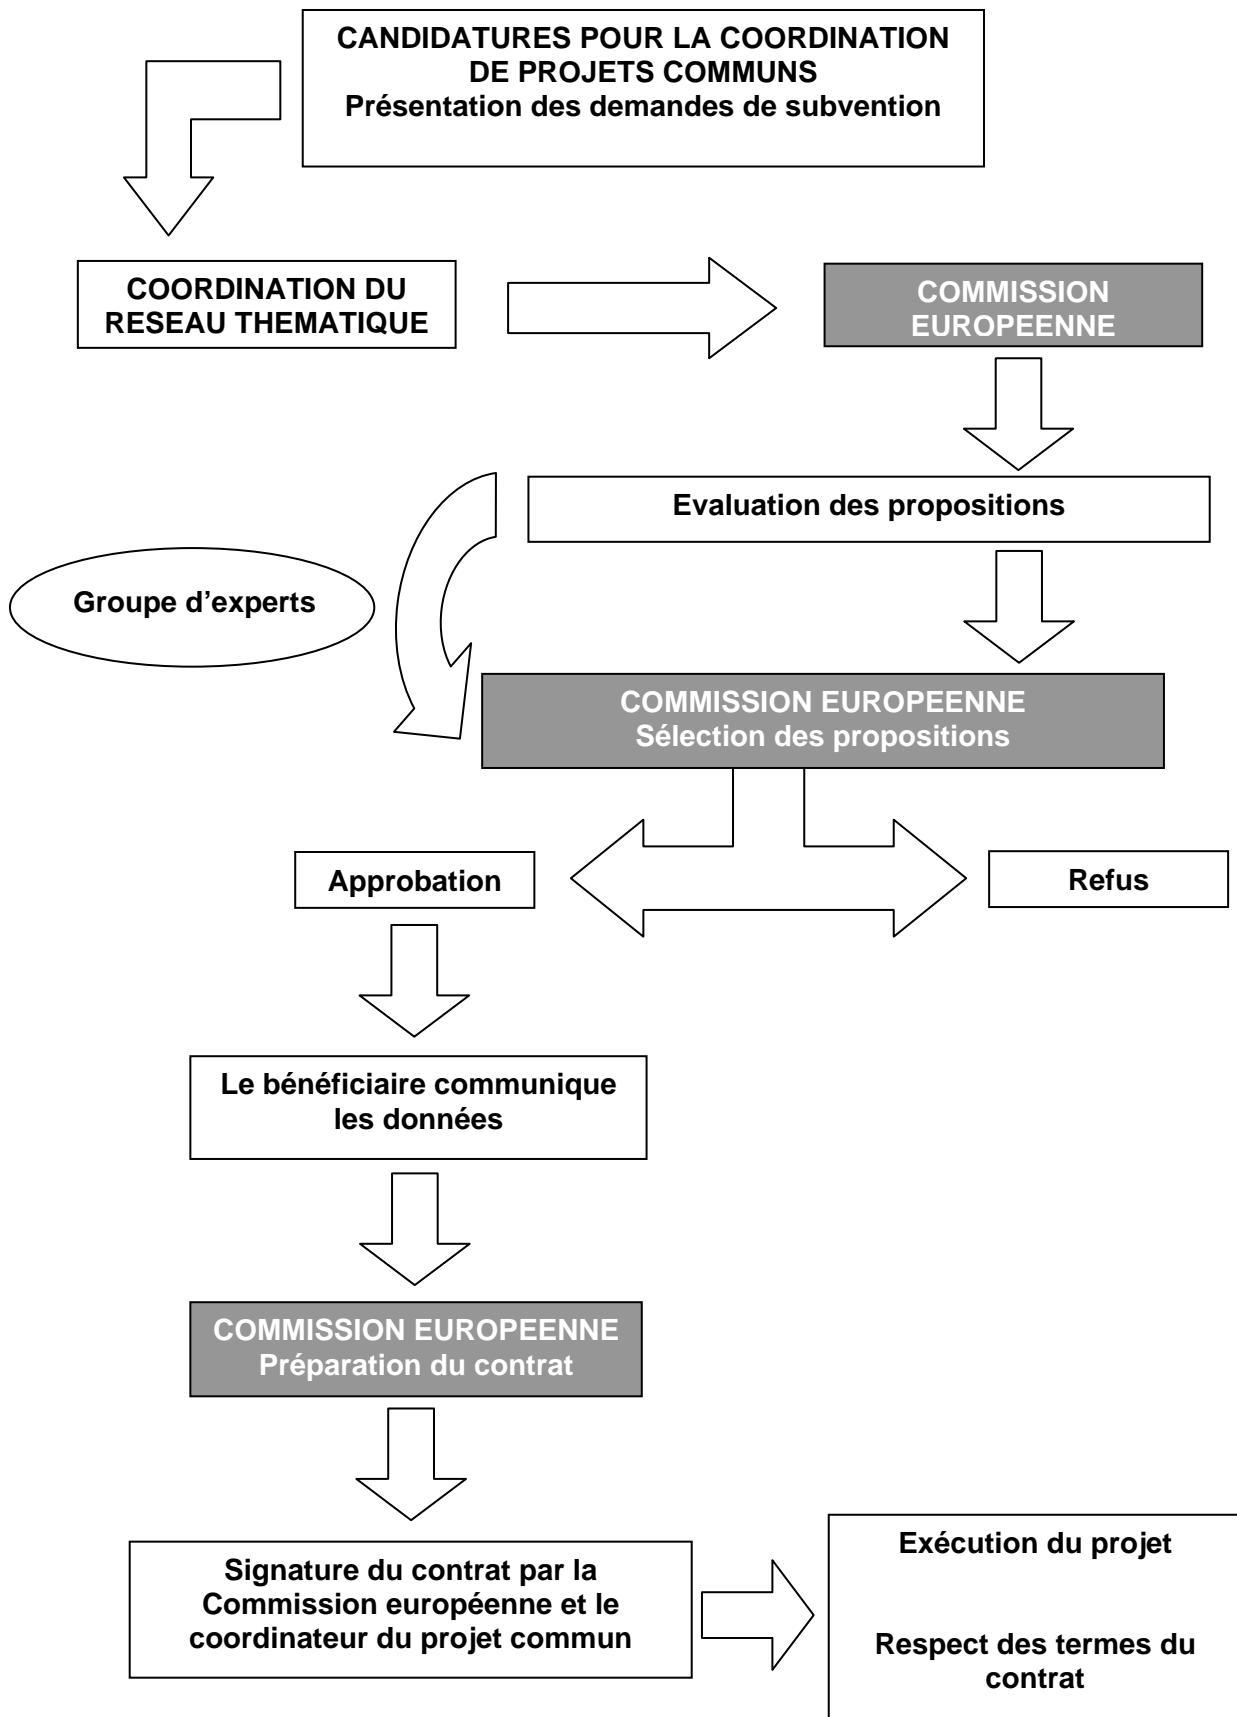 CANDIDATURES POUR LA COORDINATION
DE PROJETS COMMUNS
Présentation des demandes de subvention
COORDINATION DU
RESEAU THEMATIQUE
COMMISSION
EUROPEENNE
Evaluation des propositions
Groupe d'experts
COMMISSION EUROPEENNE
Sélection des propositions
Approbation
Refus
Le bénéficiaire communique
les données
COMMISSION EUROPEENNE
Préparation du contrat
Signature du contrat par la
Commission européenne et le
coordinateur du projet commun
Exécution du projet
Respect des termes du
contrat